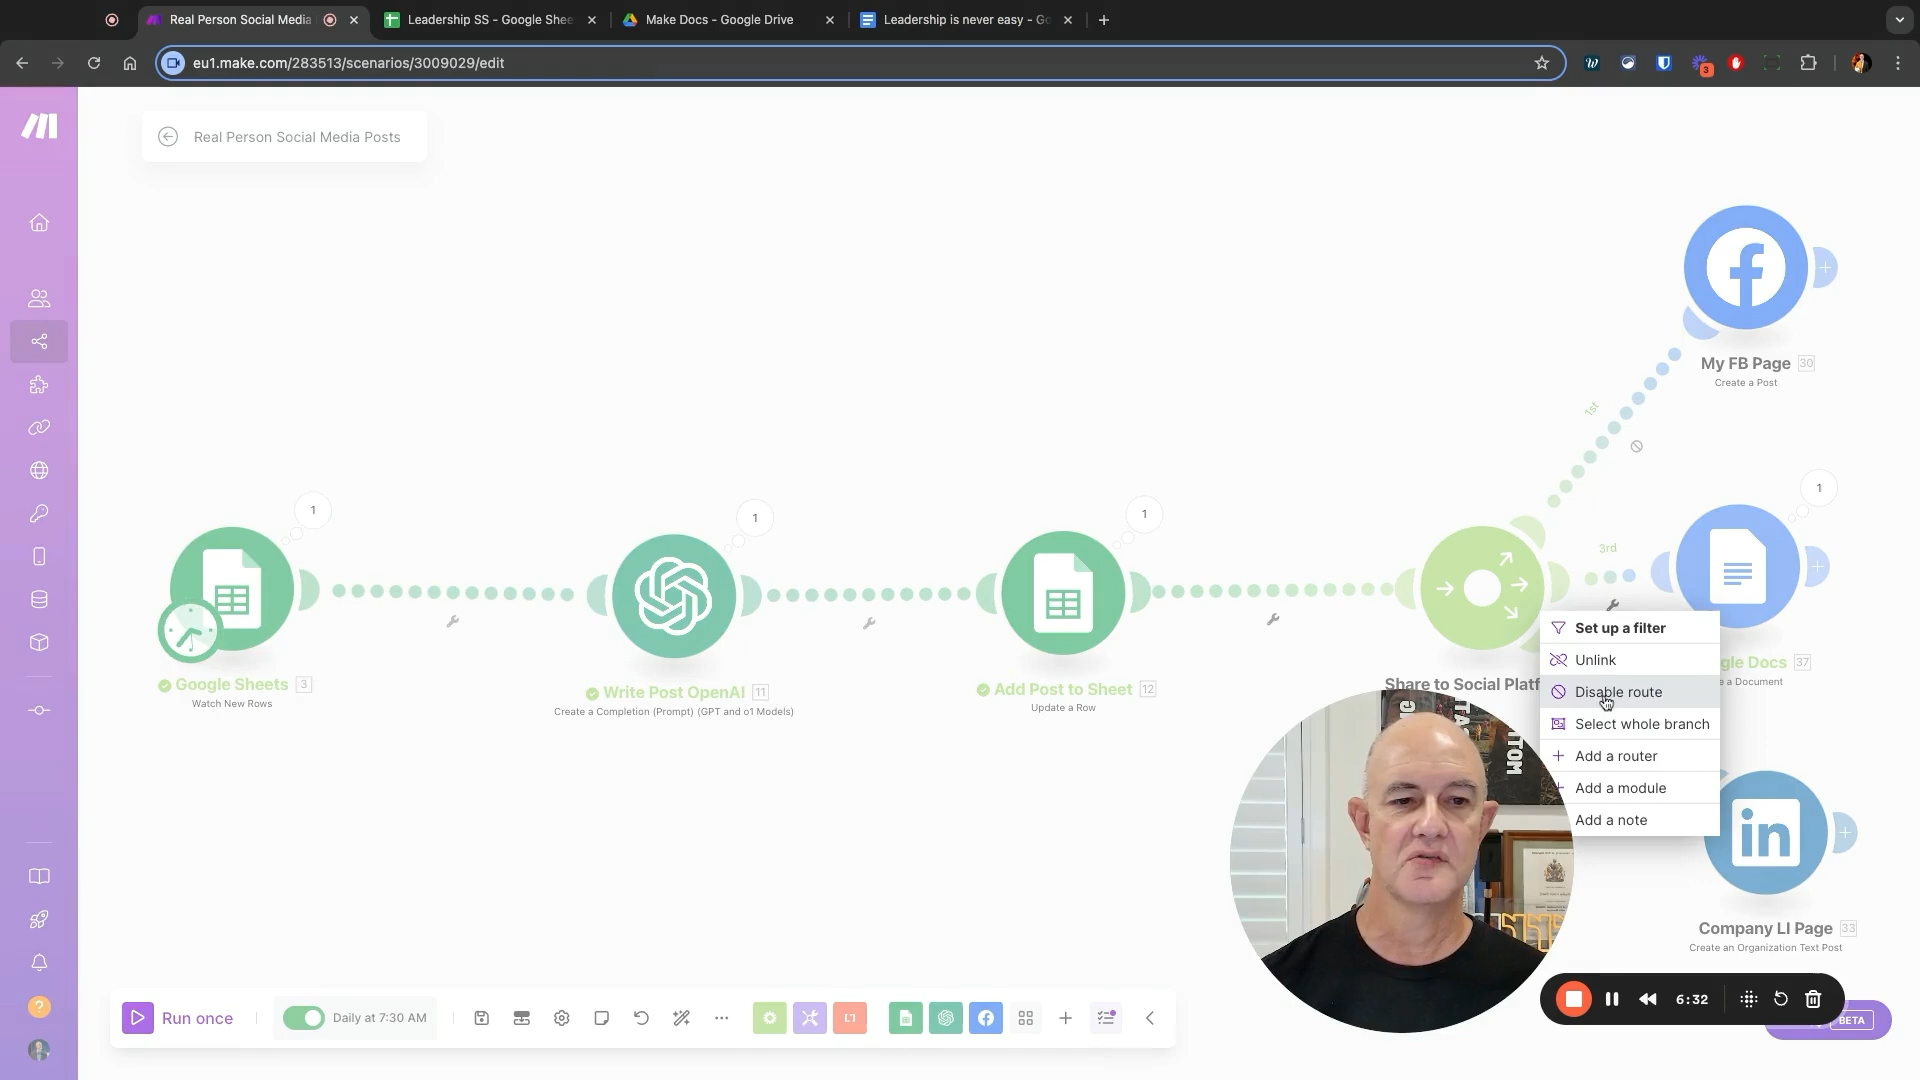 Real Person Social Media
Leadership SS - Google Shee
Make Docs - Google Drive
Leadership is never easy - Go
eu1.make.com/283513/scenarios/3009029/edit
3
Real Person Social Media Posts
My FB Page 30
Create a Post
1st
1
1
1
1
3rd
Set up a filter
Unlink
Disable route
Select whole branch
Add a router
Add a module
Add a note
gle Docs 37
e a Document
Google Sheets 3
Watch New Rows
Write Post OpenAI 11
Create a Completion (Prompt) (GPT and o1 Models)
Add Post to Sheet 12
Update a Row
Share to Social Platf
in
Company LI Page 33
Create an Organization Text Post
Run once
Daily at 7:30 AM
6:32
BETA